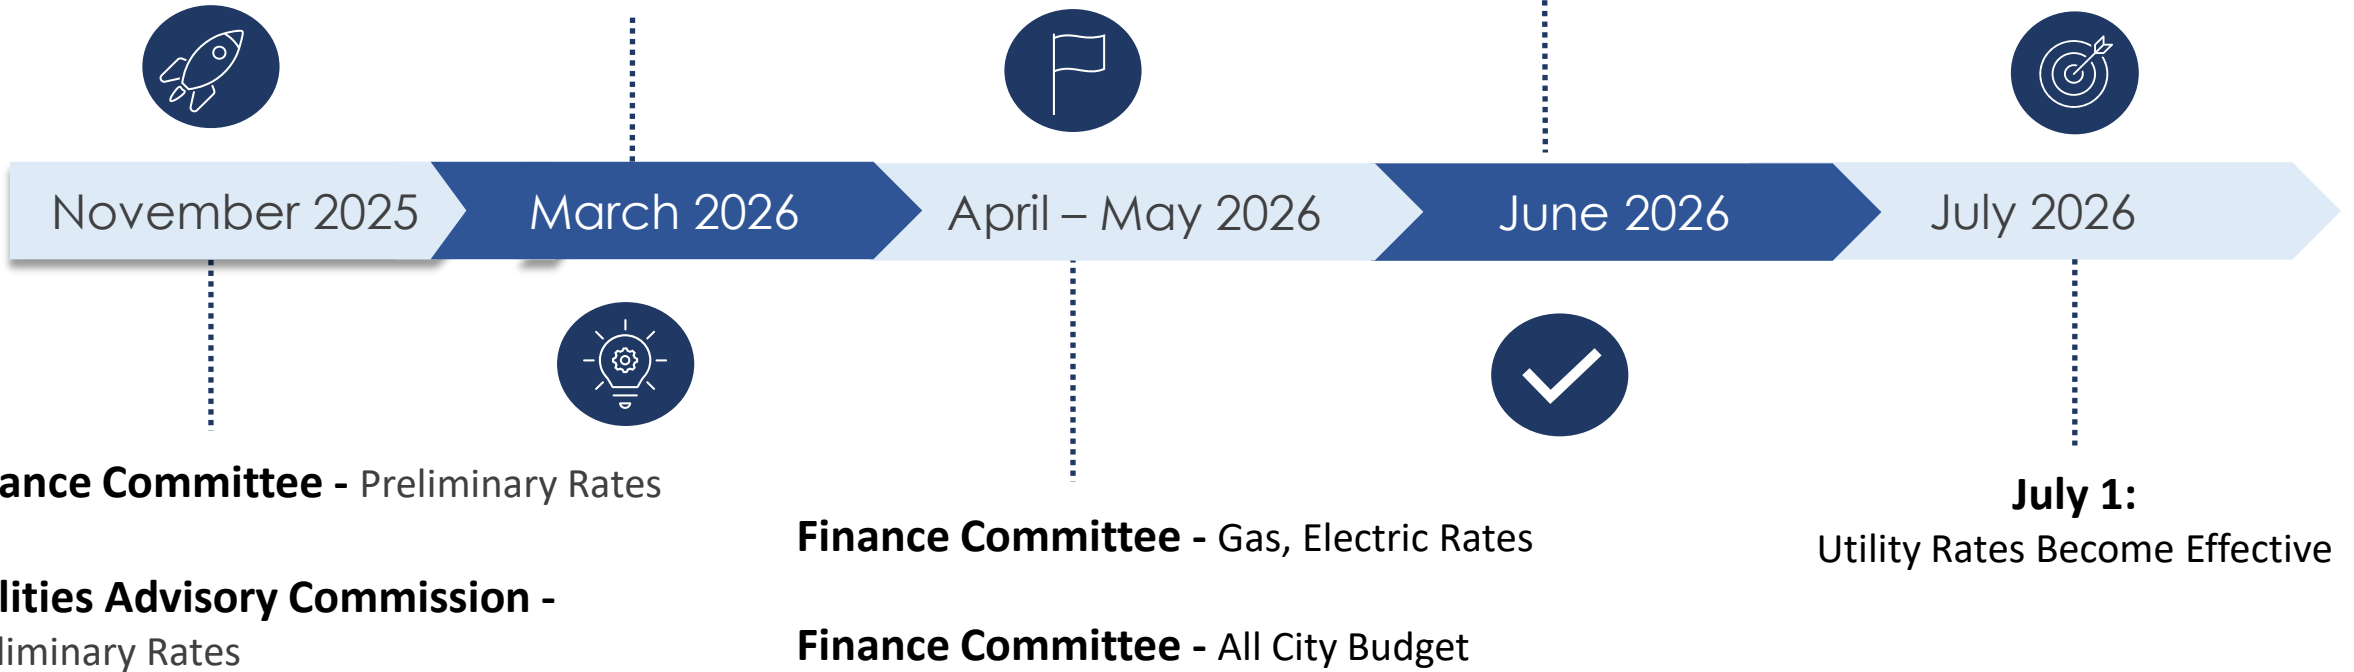 November 2025
March 2026
April – May 2026
June 2026
July 2026
ance Committee - Preliminary Rates
lities Advisory Commission -
liminary Rates
Finance Committee - Gas, Electric Rates
Finance Committee - All City Budget
July 1:
Utility Rates Become Effective